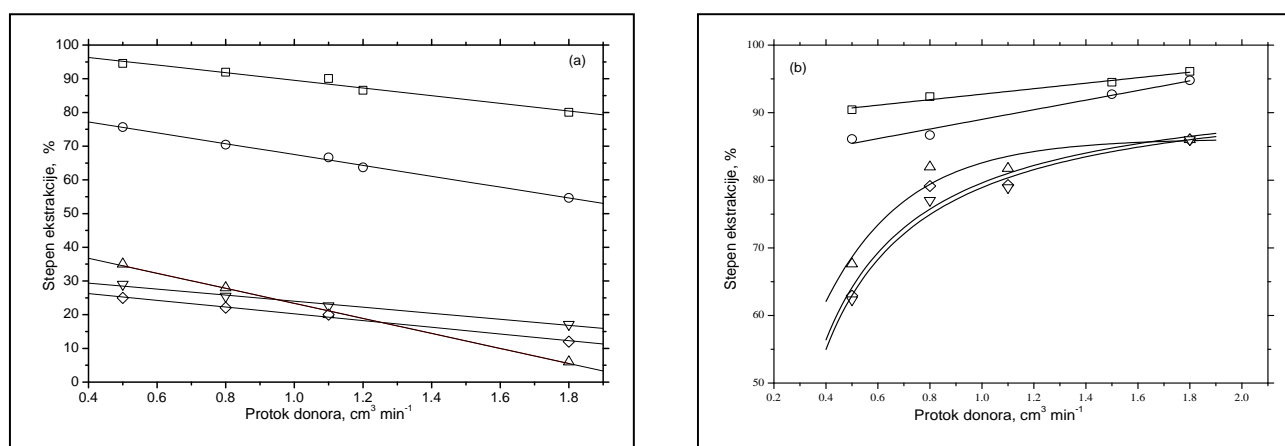 (a)
100
90
80
70
60
50
40
30
20
10
0
Stepen ekstrakcije, %
0.4 0.6 0.8 1.0 1.2 1.4 1.6 1.8
Protok donora, cm³ min⁻¹
(b)
100
90
80
70
60
50
Stepen ekstrakcije, %
0.2 0.4 0.6 0.8 1.0 1.2 1.4 1.6 1.8 2.0
Protok donora, cm³ min⁻¹